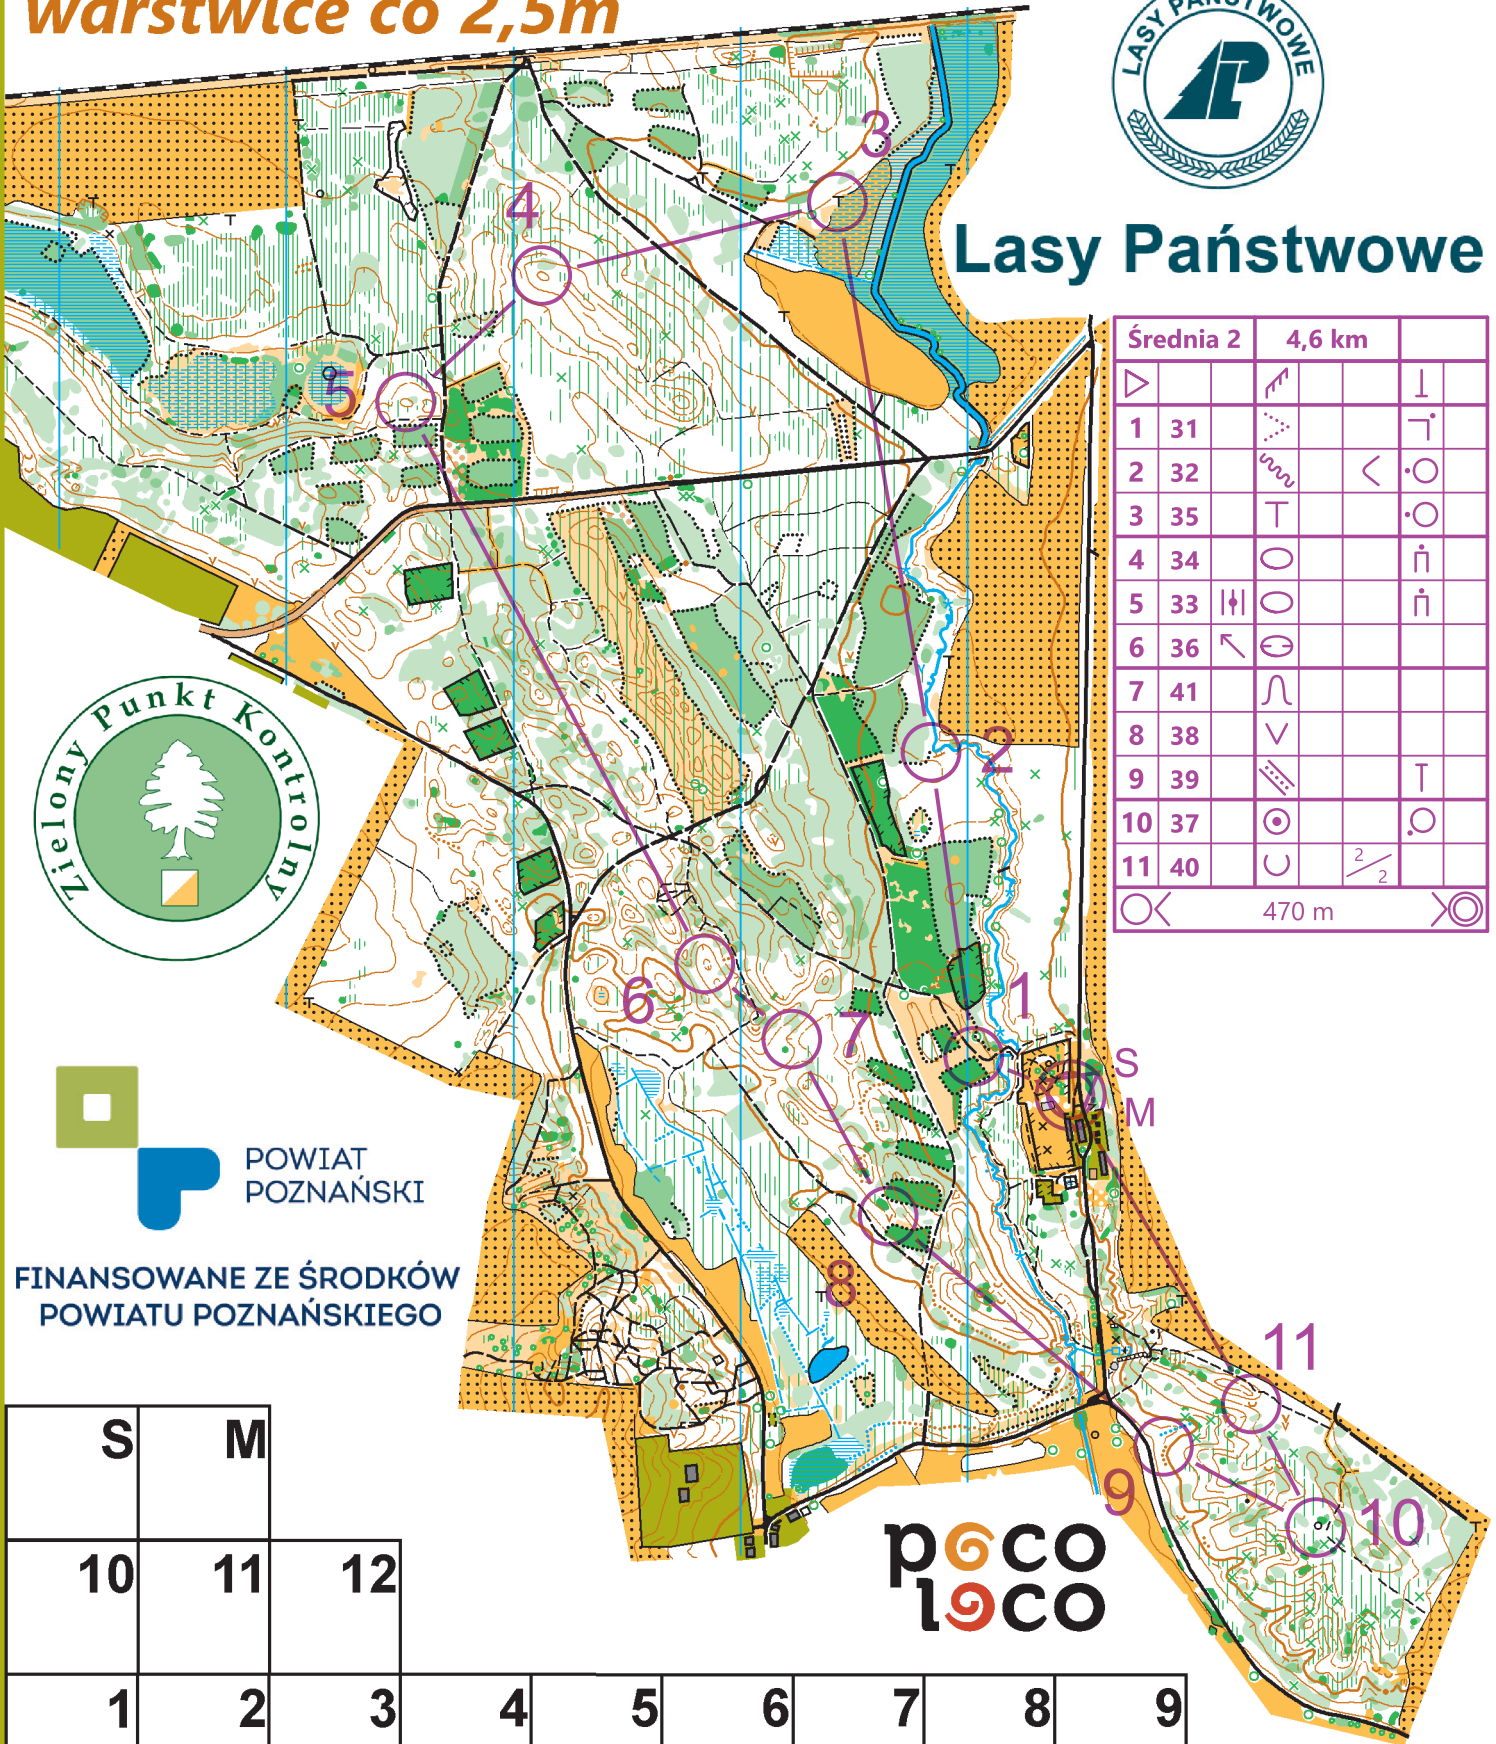 warstwice co 2,5m
LASY PAŃSTWOWE
Lasy Państwowe
Średnia 2 4,6 km
1 31
2 32
3 35
4 34
5 33
6 36
7 41
8 38
9 39
10 37
11 40 2/2
470 m
3
4
5
2
1
6
7
S
M
8
11
9
10
Zielony Punkt Kontrolny
POWIAT
POZNAŃSKI
FINANSOWANE ZE ŚRODKÓW
POWIATU POZNAŃSKIEGO
poco
loco
S M
10 11 12
1 2 3 4 5 6 7 8 9